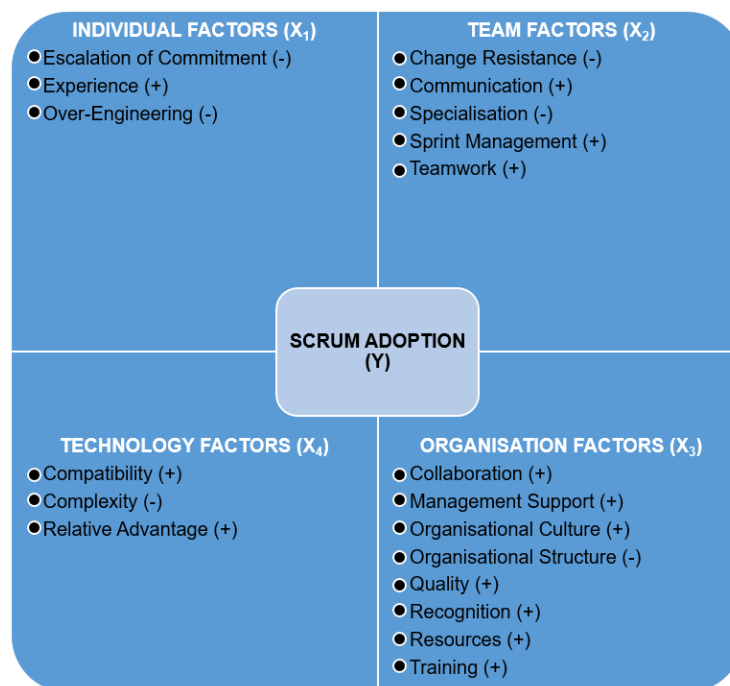 INDIVIDUAL FACTORS (X₁)
Escalation of Commitment (-)
Experience (+)
Over-Engineering (-)
TEAM FACTORS (X₂)
Change Resistance (-)
Communication (+)
Specialisation (-)
Sprint Management (+)
Teamwork (+)
SCRUM ADOPTION
(Y)
TECHNOLOGY FACTORS (X₄)
Compatibility (+)
Complexity (-)
Relative Advantage (+)
ORGANISATION FACTORS (X₃)
Collaboration (+)
Management Support (+)
Organisational Culture (+)
Organisational Structure (-)
Quality (+)
Recognition (+)
Resources (+)
Training (+)